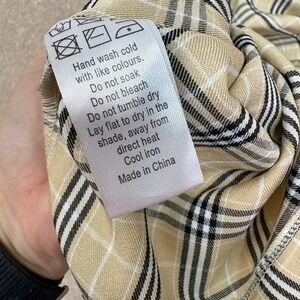 Hand wash cold
with like colours.
Do not soak
Do not bleach
Do not tumble dry
Lay flat to dry in the
shade, away from
direct heat
Cool iron
Made in China